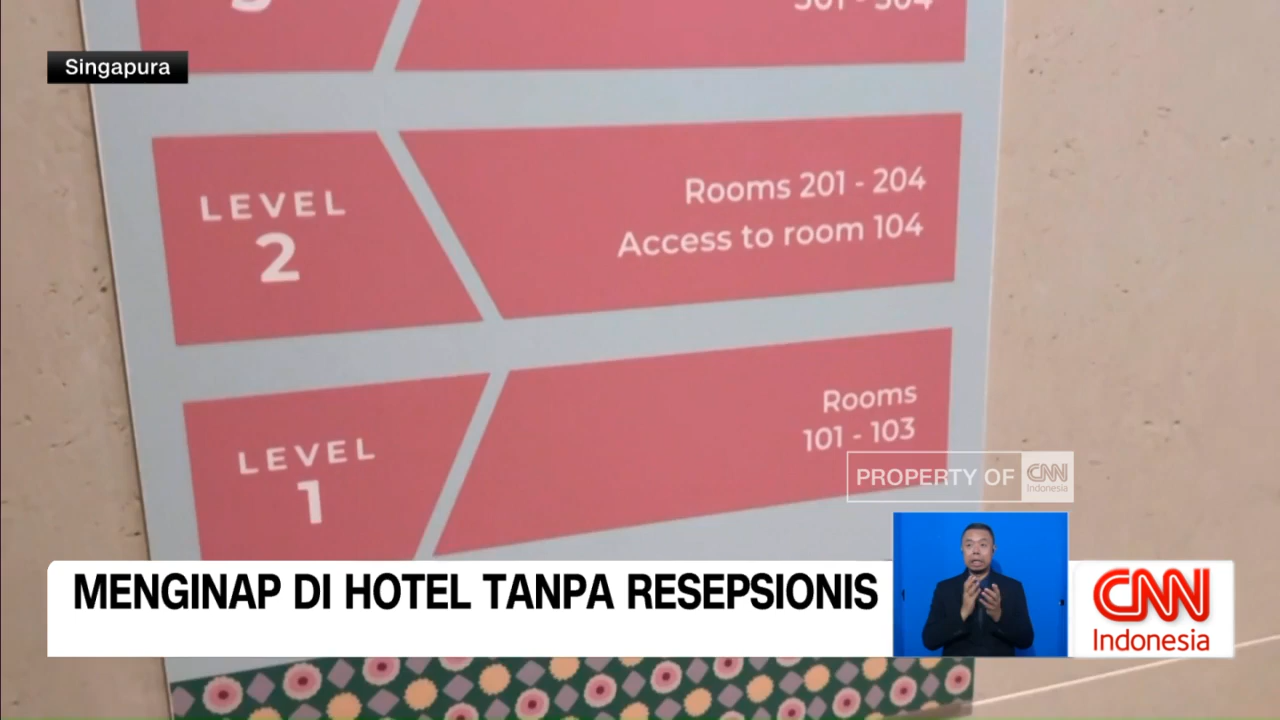 Singapura
LEVEL
2
Rooms 201 - 204
Access to room 104
LEVEL
1
Rooms
101 - 103
PROPERTY OF CNN
Indonesia
MENGINAP DI HOTEL TANPA RESEPSIONIS
CNN
Indonesia